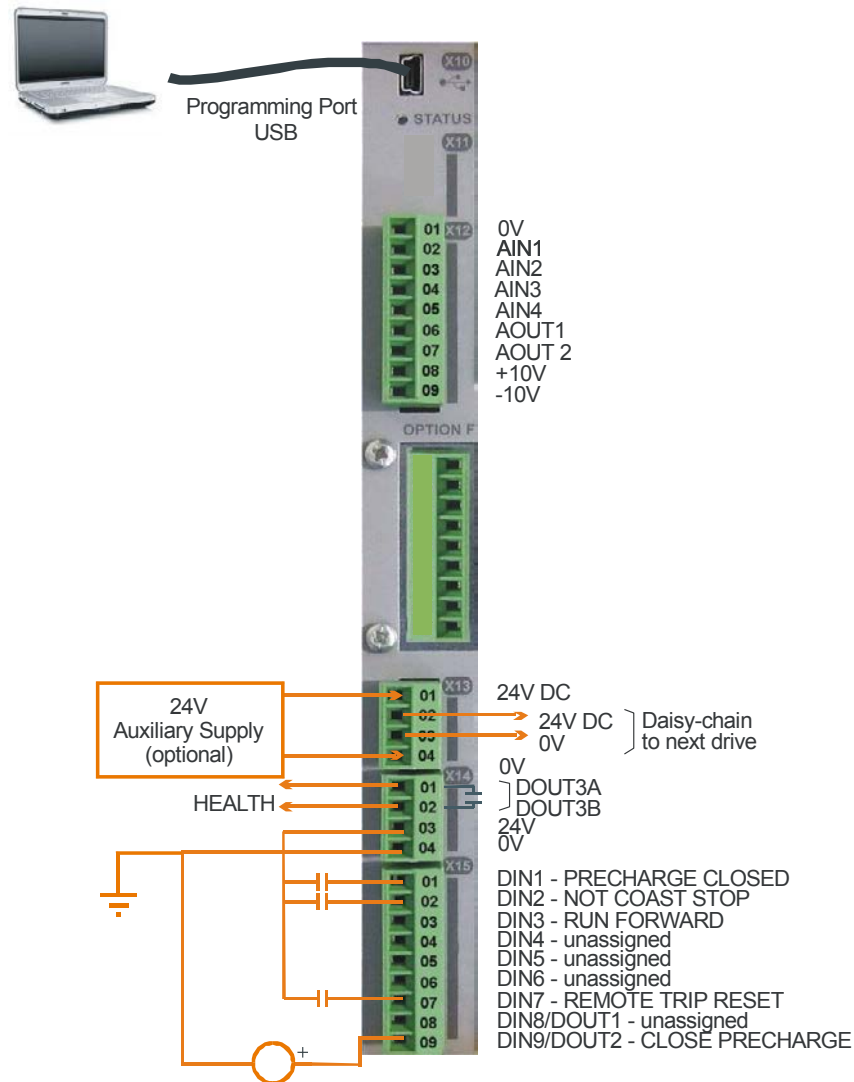 X10
Programming Port
USB
STATUS
X11
X12
01 0V
02 AIN1
03 AIN2
04 AIN3
05 AIN4
06 AOUT1
07 AOUT 2
08 +10V
09 -10V
OPTION F
X13
24V
Auxiliary Supply
(optional)
01 24V DC
02 24V DC
03 0V
Daisy-chain
to next drive
04 0V
X14
HEALTH
01 DOUT3A
02 DOUT3B
03 24V
04 0V
X15
01 DIN1 - PRECHARGE CLOSED
02 DIN2 - NOT COAST STOP
03 DIN3 - RUN FORWARD
04 DIN4 - unassigned
05 DIN5 - unassigned
06 DIN6 - unassigned
07 DIN7 - REMOTE TRIP RESET
08 DIN8/DOUT1 - unassigned
09 DIN9/DOUT2 - CLOSE PRECHARGE
+